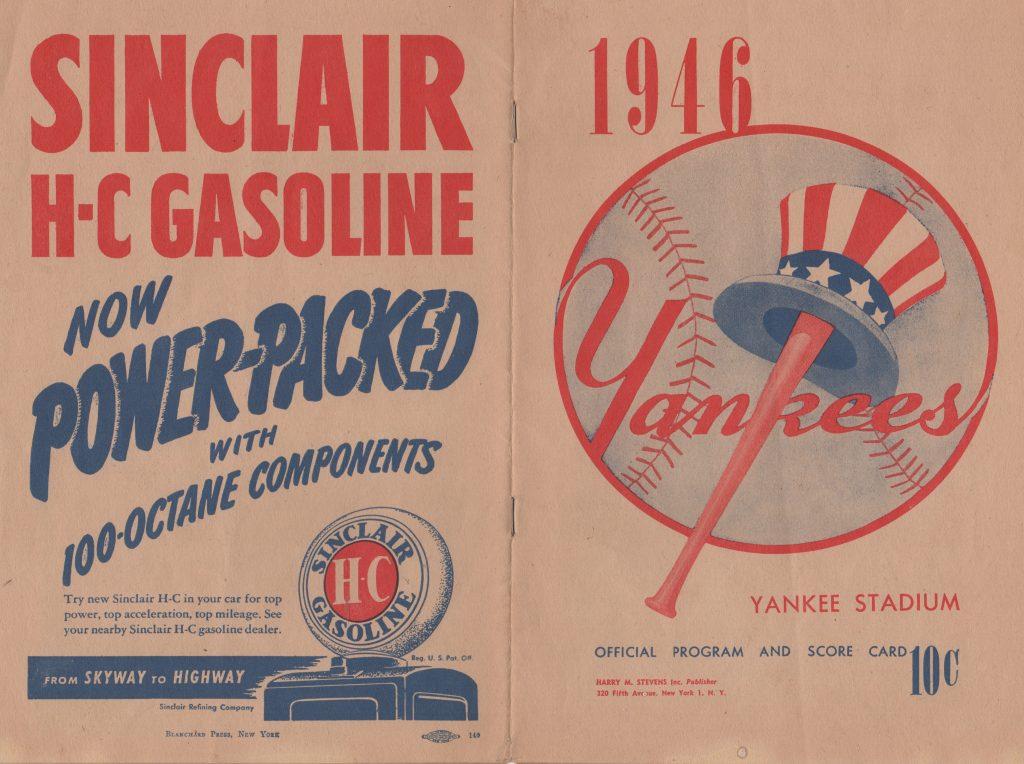 SINCLAIR
H-C GASOLINE
NOW
POWER-PACKED
WITH
100-OCTANE COMPONENTS
Try new Sinclair H-C in your car for top
power, top acceleration, top mileage. See
your nearby Sinclair H-C gasoline dealer.
SINCLAIR
H-C
GASOLINE
Reg. U. S. Pat. Off.
FROM SKYWAY TO HIGHWAY
Sinclair Refining Company
BLANCHARD PRESS, NEW YORK
140
1946
Yankees
YANKEE STADIUM
OFFICIAL PROGRAM AND SCORE CARD 10¢
HARRY M. STEVENS Inc. Publisher
320 Fifth Avenue, New York 1, N. Y.